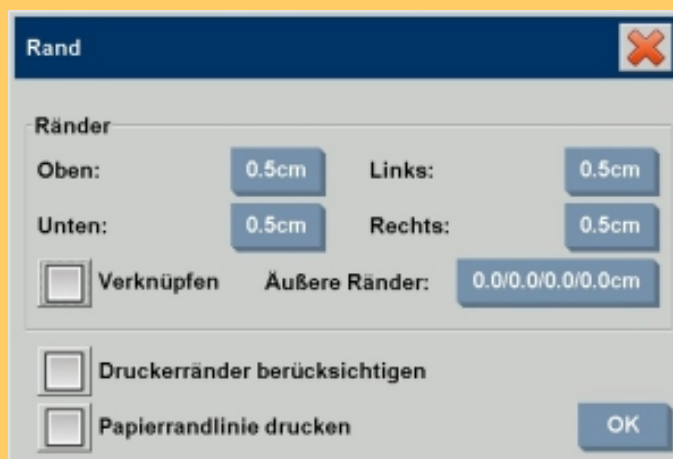 Rand
Ränder
Oben: 0.5cm Links: 0.5cm
Unten: 0.5cm Rechts: 0.5cm
Verknüpfen Äußere Ränder: 0.0/0.0/0.0/0.0cm
Druckerränder berücksichtigen
Papierrandlinie drucken OK